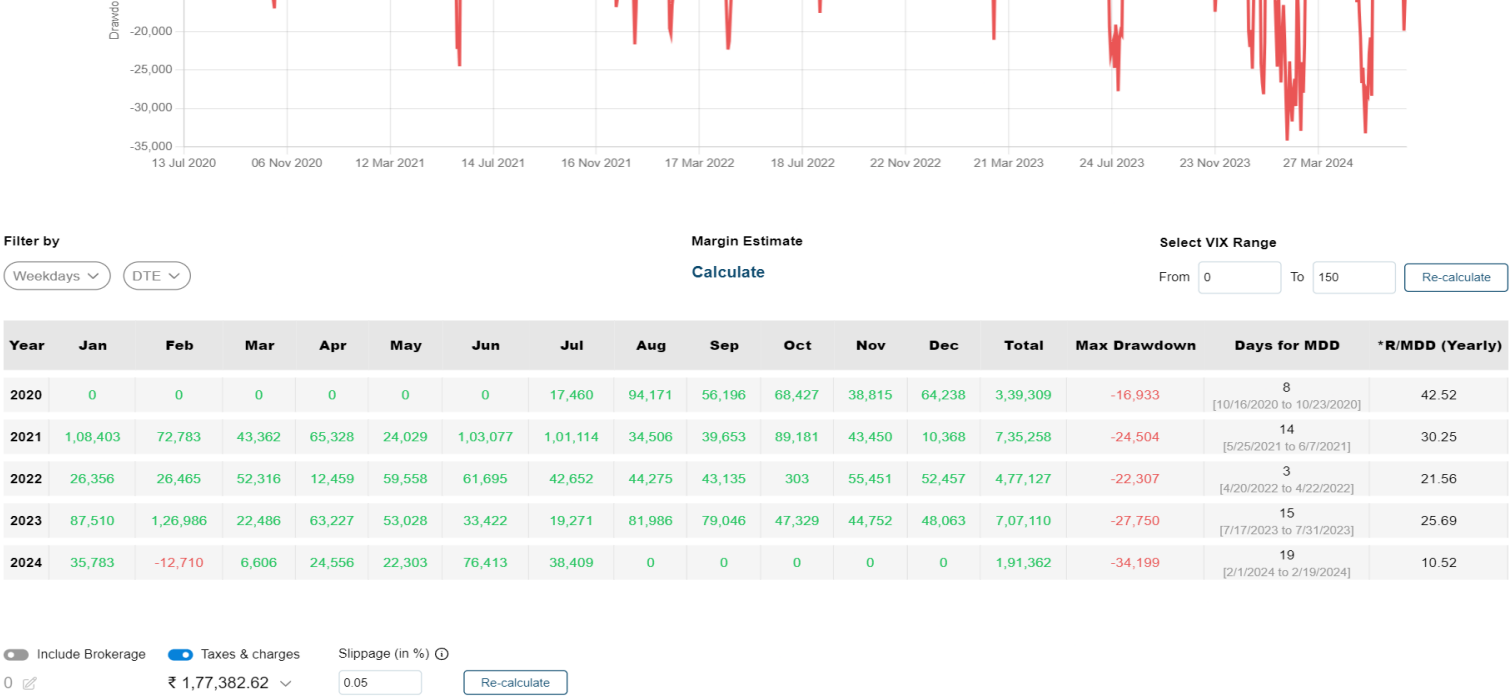 Drawdo
-20,000
-25,000
-30,000
-35,000
13 Jul 2020 06 Nov 2020 12 Mar 2021 14 Jul 2021 16 Nov 2021 17 Mar 2022 18 Jul 2022 22 Nov 2022 21 Mar 2023 24 Jul 2023 23 Nov 2023 27 Mar 2024
Filter by Margin Estimate Select VIX Range
Weekdays DTE Calculate From 0 To 150 Re-calculate
Year Jan Feb Mar Apr May Jun Jul Aug Sep Oct Nov Dec Total Max Drawdown Days for MDD *R/MDD (Yearly)
2020 0 0 0 0 0 0 17,460 94,171 56,196 68,427 38,815 64,238 3,39,309 -16,933 8 42.52
[10/16/2020 to 10/23/2020]
2021 1,08,403 72,783 43,362 65,328 24,029 1,03,077 1,01,114 34,506 39,653 89,181 43,450 10,368 7,35,258 -24,504 14 30.25
[5/25/2021 to 6/7/2021]
2022 26,356 26,465 52,316 12,459 59,558 61,695 42,652 44,275 43,135 303 55,451 52,457 4,77,127 -22,307 3 21.56
[4/20/2022 to 4/22/2022]
2023 87,510 1,26,986 22,486 63,227 53,028 33,422 19,271 81,986 79,046 47,329 44,752 48,063 7,07,110 -27,750 15 25.69
[7/17/2023 to 7/31/2023]
2024 35,783 -12,710 6,606 24,556 22,303 76,413 38,409 0 0 0 0 0 1,91,362 -34,199 19 10.52
[2/1/2024 to 2/19/2024]
Include Brokerage Taxes & charges Slippage (in %)
0 ₹ 1,77,382.62 0.05 Re-calculate